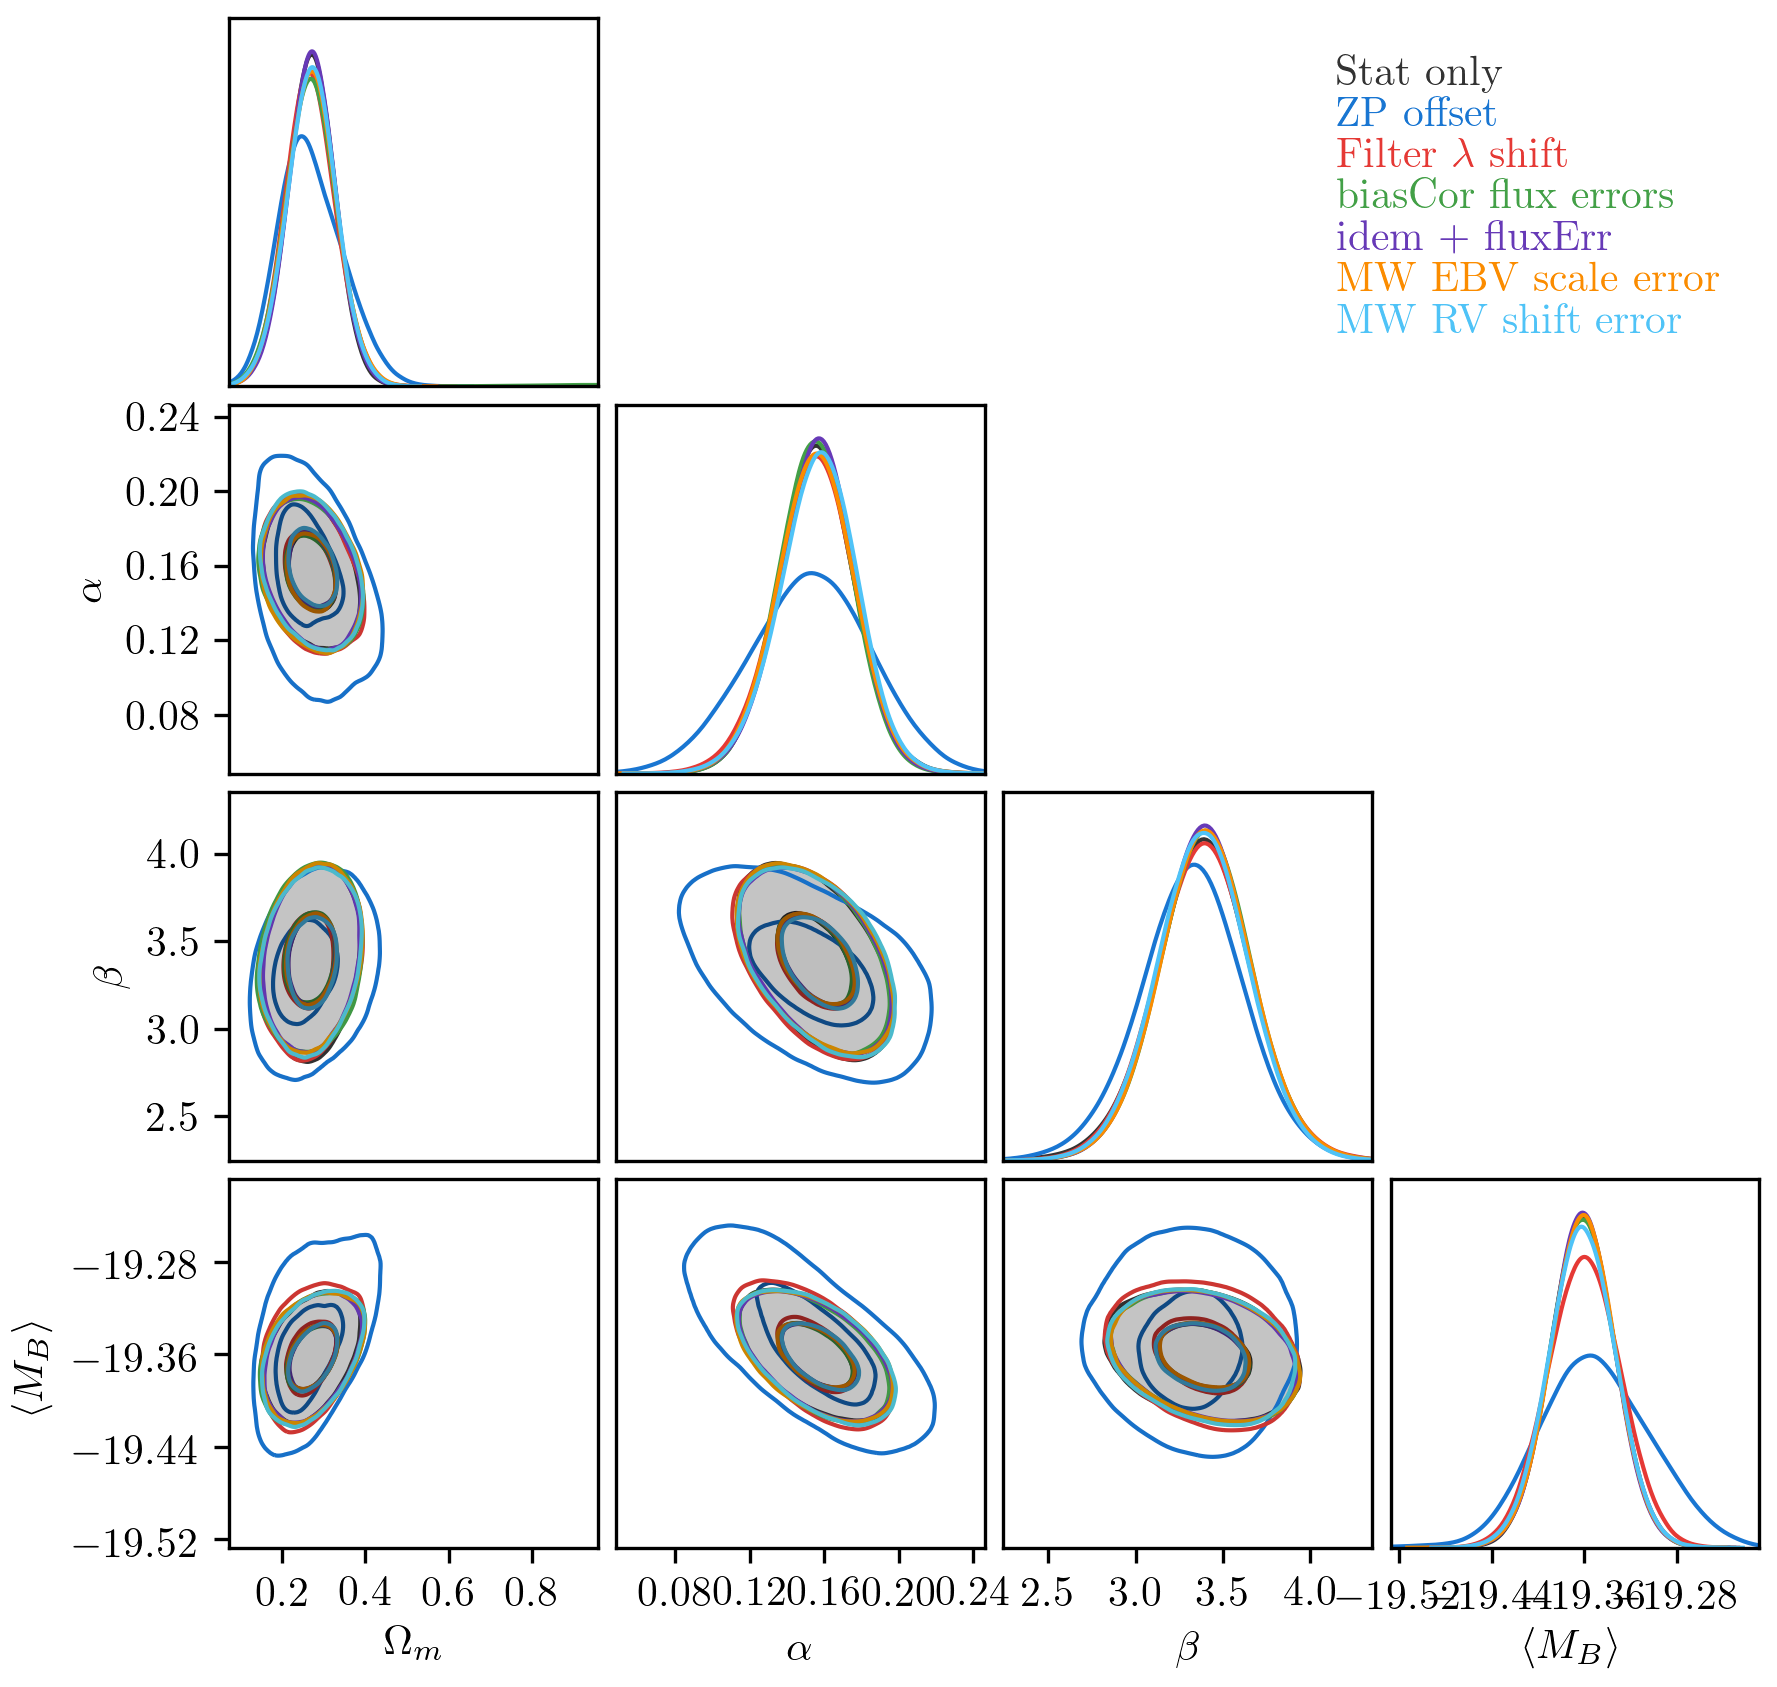 Stat only
ZP offset
Filter λ shift
biasCor flux errors
idem + fluxErr
MW EBV scale error
MW RV shift error
0.24
0.20
0.16
0.12
0.08
α
4.0
3.5
3.0
2.5
β
−19.28
−19.36
−19.44
−19.52
⟨M_B⟩
0.2 0.4 0.6 0.8
0.08 0.12 0.16 0.20 0.24
2.5 3.0 3.5 4.0
−19.52 −19.44 −19.36 −19.28
Ω_m
α
β
⟨M_B⟩